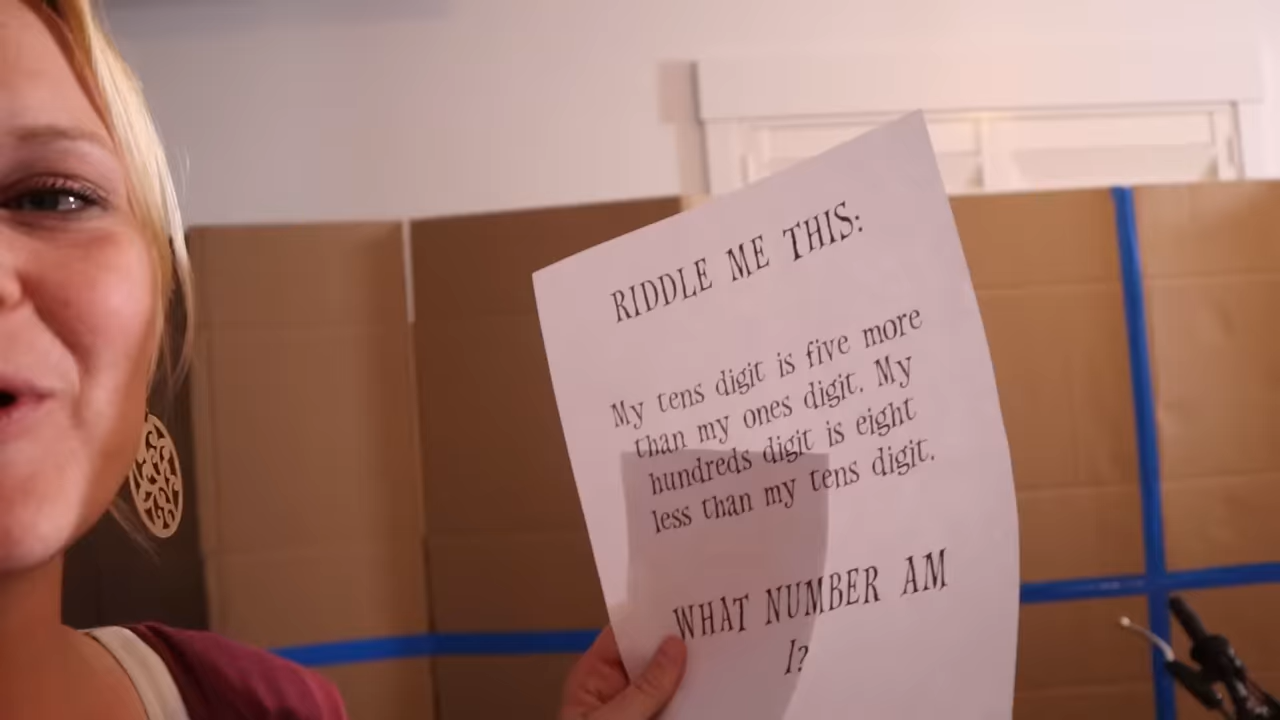 RIDDLE ME THIS:
My tens digit is five more
than my ones digit. My
hundreds digit is eight
less than my tens digit.
WHAT NUMBER AM
I?